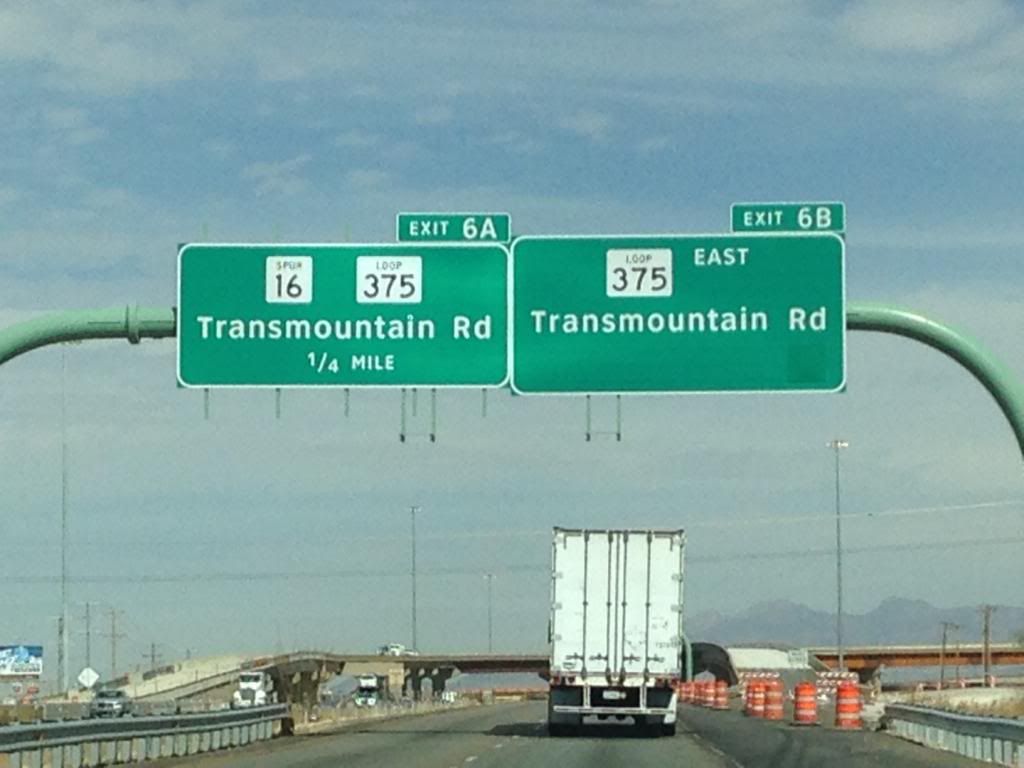 EXIT 6A
SPUR 16
LOOP 375
Transmountain Rd
1/4 MILE
EXIT 6B
LOOP 375 EAST
Transmountain Rd